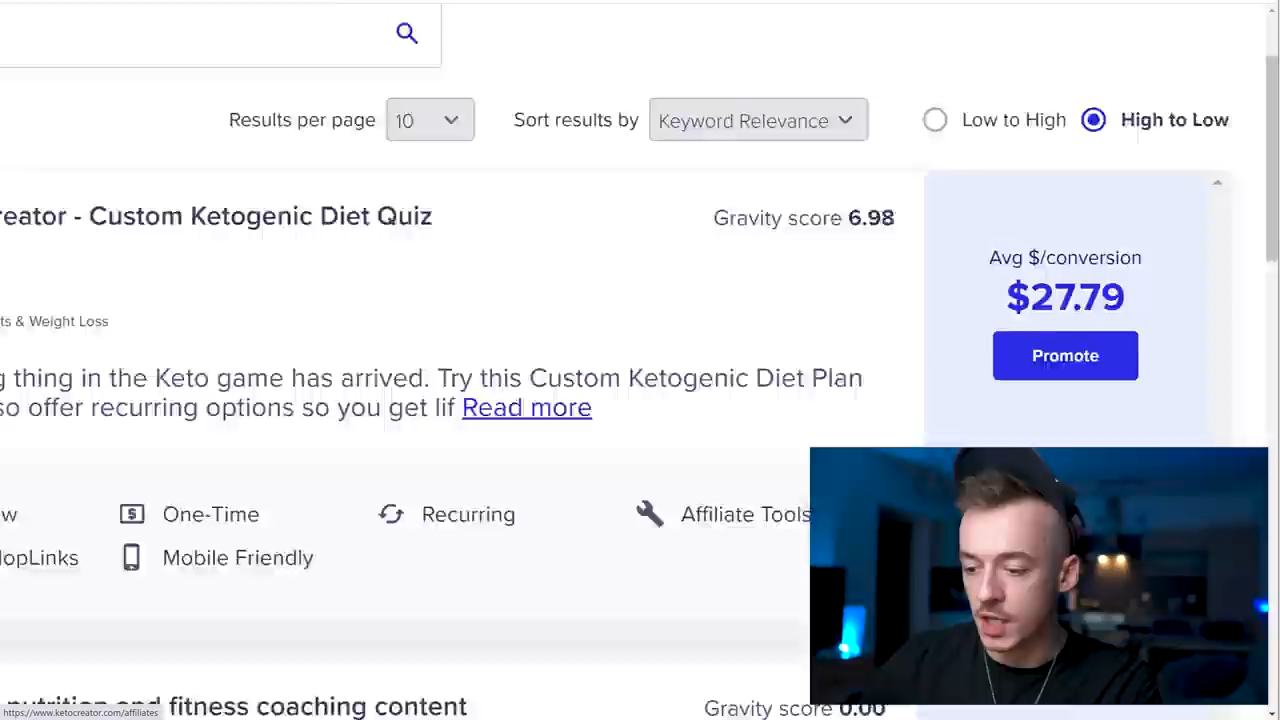 Results per page 10 Sort results by Keyword Relevance Low to High High to Low
reator - Custom Ketogenic Diet Quiz Gravity score 6.98
Avg $/conversion
$27.79
Promote
ts & Weight Loss
g thing in the Keto game has arrived. Try this Custom Ketogenic Diet Plan
so offer recurring options so you get lif Read more
w One-Time Recurring Affiliate Tools
HopLinks Mobile Friendly
nutrition and fitness coaching content Gravity score 0.00
https://www.ketocreator.com/affiliates